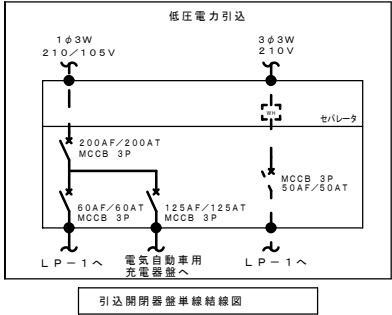 低圧電力引込
1φ3W
210/105V
3φ3W
210V
WH
セパレータ
200AF/200AT
MCCB 3P
MCCB 3P
50AF/50AT
60AF/60AT
MCCB 3P
125AF/125AT
MCCB 3P
LP-1へ
電気自動車用
充電器盤へ
LP-1へ
引込開閉器盤単線結線図